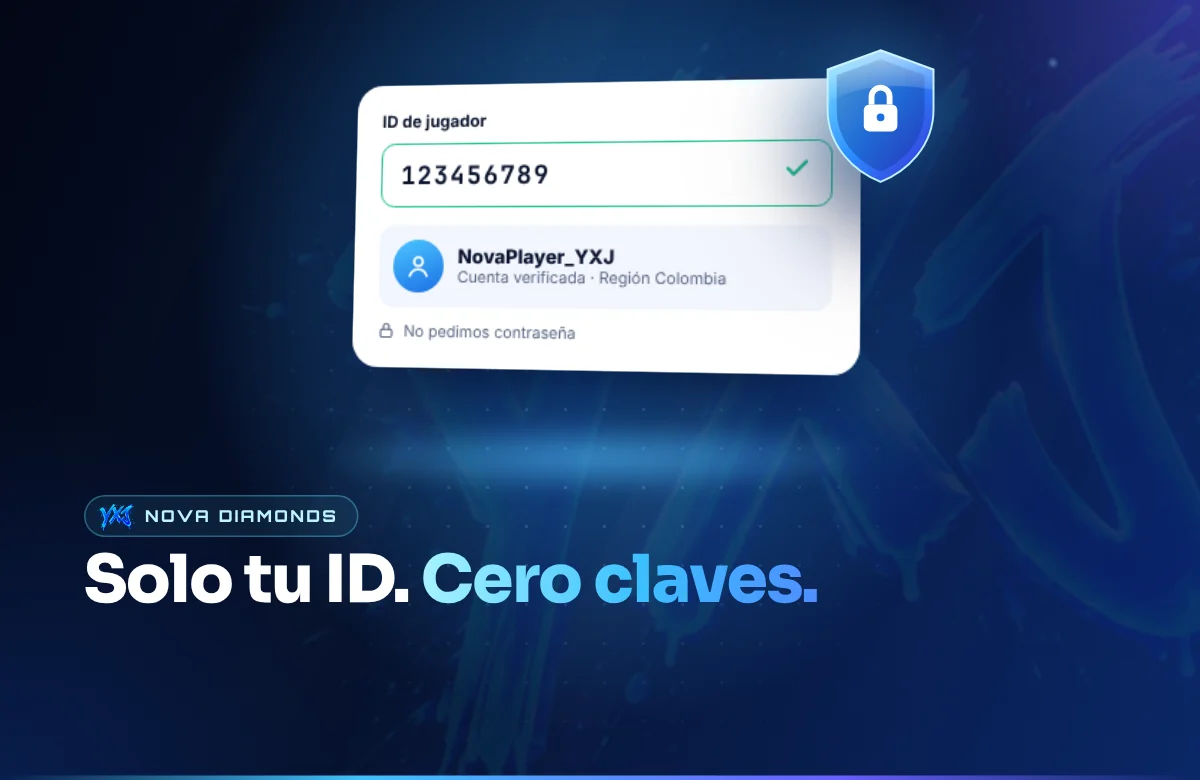 ID de jugador
123456789
NovaPlayer_YXJ
Cuenta verificada · Región Colombia
No pedimos contraseña
YXJ NOVA DIAMONDS
Solo tu ID. Cero claves.